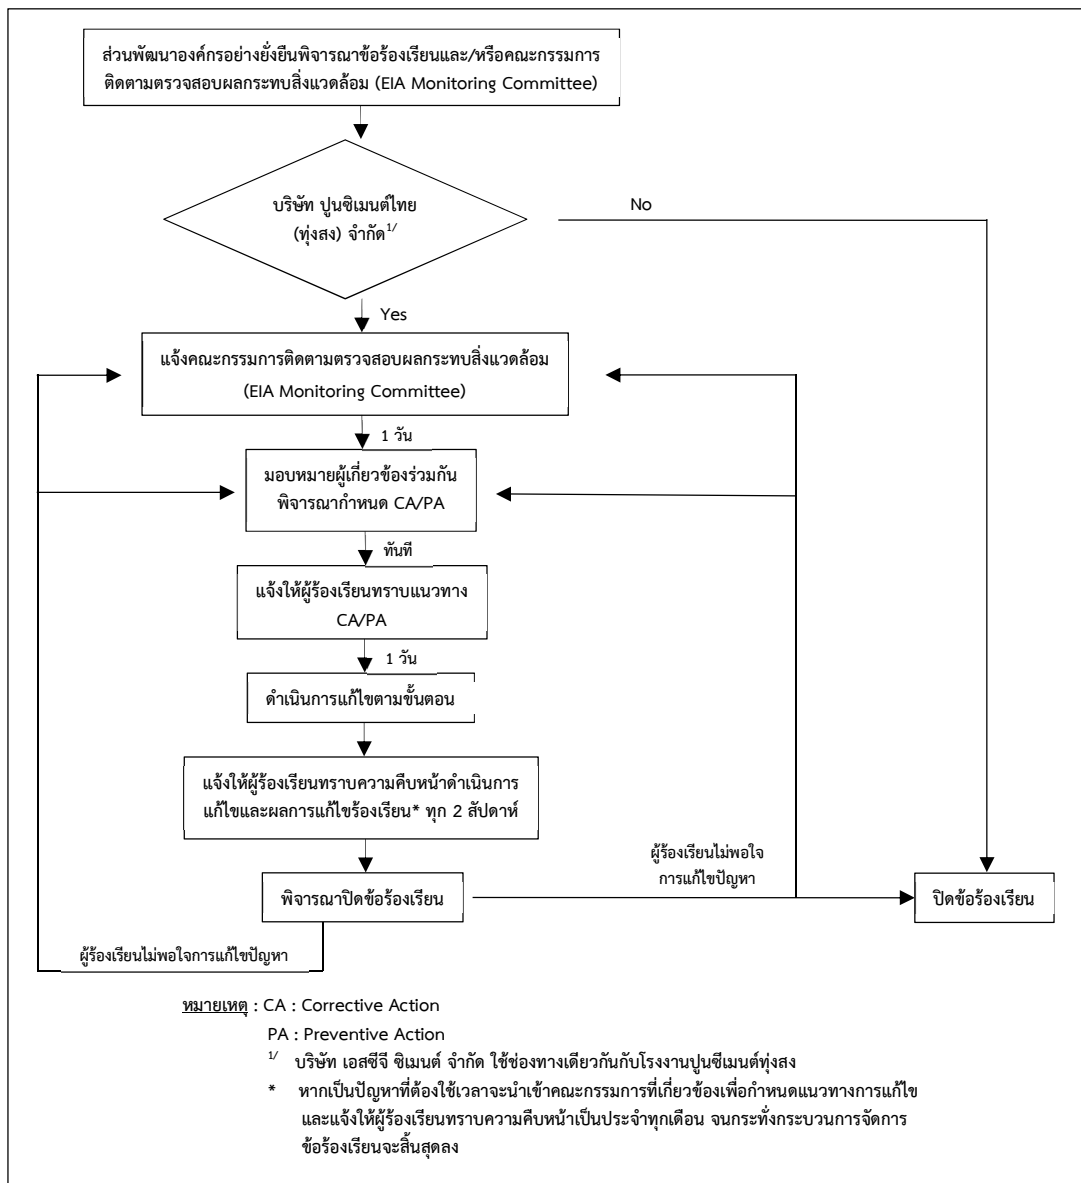 ส่วนพัฒนาองค์กรอย่างยั่งยืนพิจารณาข้อร้องเรียนและ/หรือคณะกรรมการ
ติดตามตรวจสอบผลกระทบสิ่งแวดล้อม (EIA Monitoring Committee)
บริษัท ปูนซิเมนต์ไทย
(ทุ่งสง) จำกัด1/
No
Yes
แจ้งคณะกรรมการติดตามตรวจสอบผลกระทบสิ่งแวดล้อม
(EIA Monitoring Committee)
1 วัน
มอบหมายผู้เกี่ยวข้องร่วมกัน
พิจารณากำหนด CA/PA
ทันที
แจ้งให้ผู้ร้องเรียนทราบแนวทาง
CA/PA
1 วัน
ดำเนินการแก้ไขตามขั้นตอน
แจ้งให้ผู้ร้องเรียนทราบความคืบหน้าดำเนินการ
แก้ไขและผลการแก้ไขร้องเรียน* ทุก 2 สัปดาห์
ผู้ร้องเรียนไม่พอใจ
การแก้ไขปัญหา
พิจารณาปิดข้อร้องเรียน
ปิดข้อร้องเรียน
ผู้ร้องเรียนไม่พอใจการแก้ไขปัญหา
หมายเหตุ : CA : Corrective Action
PA : Preventive Action
1/ บริษัท เอสซีจี ซิเมนต์ จำกัด ใช้ช่องทางเดียวกันกับโรงงานปูนซีเมนต์ทุ่งสง
* หากเป็นปัญหาที่ต้องใช้เวลาจะนำเข้าคณะกรรมการที่เกี่ยวข้องเพื่อกำหนดแนวทางการแก้ไข
และแจ้งให้ผู้ร้องเรียนทราบความคืบหน้าเป็นประจำทุกเดือน จนกระทั่งกระบวนการจัดการ
ข้อร้องเรียนจะสิ้นสุดลง